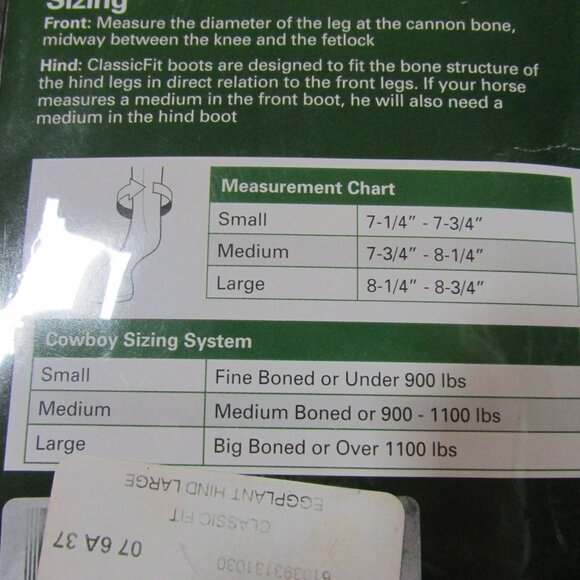 Sizing
Front: Measure the diameter of the leg at the cannon bone,
midway between the knee and the fetlock
Hind: ClassicFit boots are designed to fit the bone structure of
the hind legs in direct relation to the front legs. If your horse
measures a medium in the front boot, he will also need a
medium in the hind boot
Measurement Chart
Small 7-1/4” - 7-3/4”
Medium 7-3/4” - 8-1/4”
Large 8-1/4” - 8-3/4”
Cowboy Sizing System
Small Fine Boned or Under 900 lbs
Medium Medium Boned or 900 - 1100 lbs
Large Big Boned or Over 1100 lbs
EGGPLANT HIND LARGE
CLASSIC FIT
07 6A 37